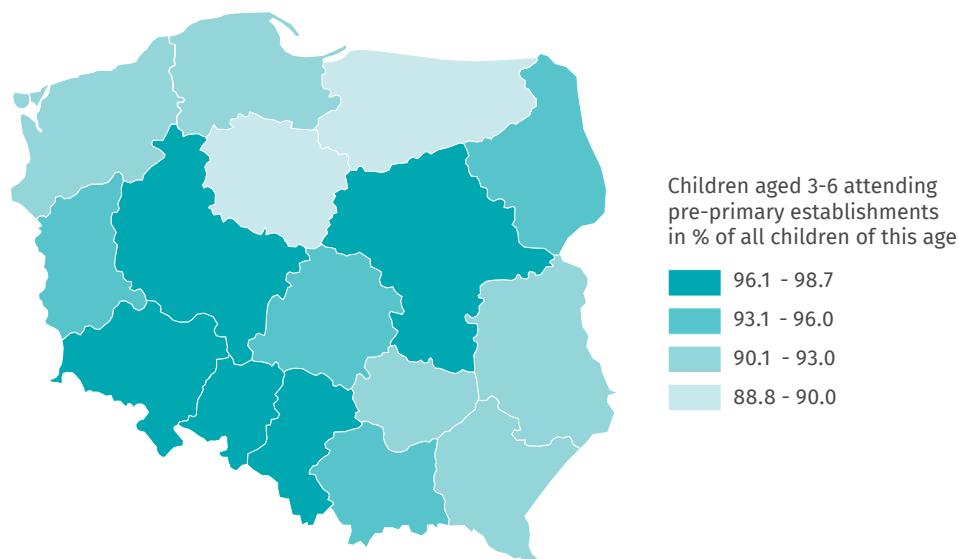 Children aged 3-6 attending
pre-primary establishments
in % of all children of this age
96.1 - 98.7
93.1 - 96.0
90.1 - 93.0
88.8 - 90.0